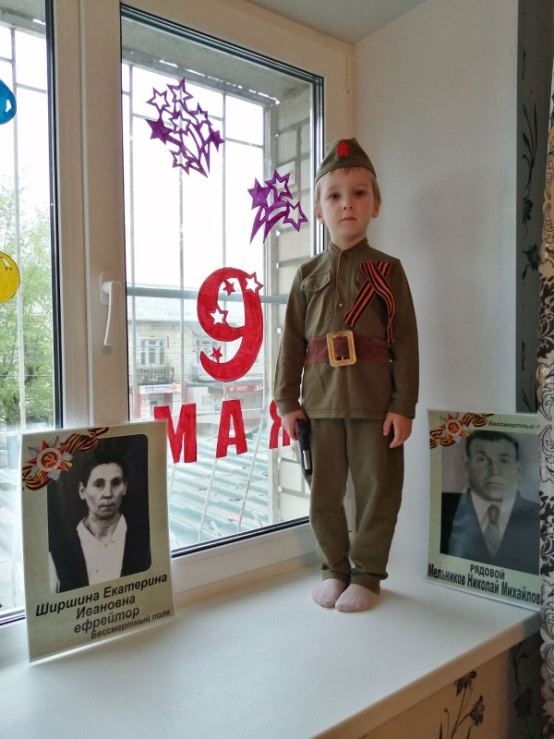 9
МАЯ
Ширшина Екатерина
Ивановна
ефрейтор
Бессмертный полк
Бессмертный п
РЯДОВОЙ
Мельников Николай Михайлов